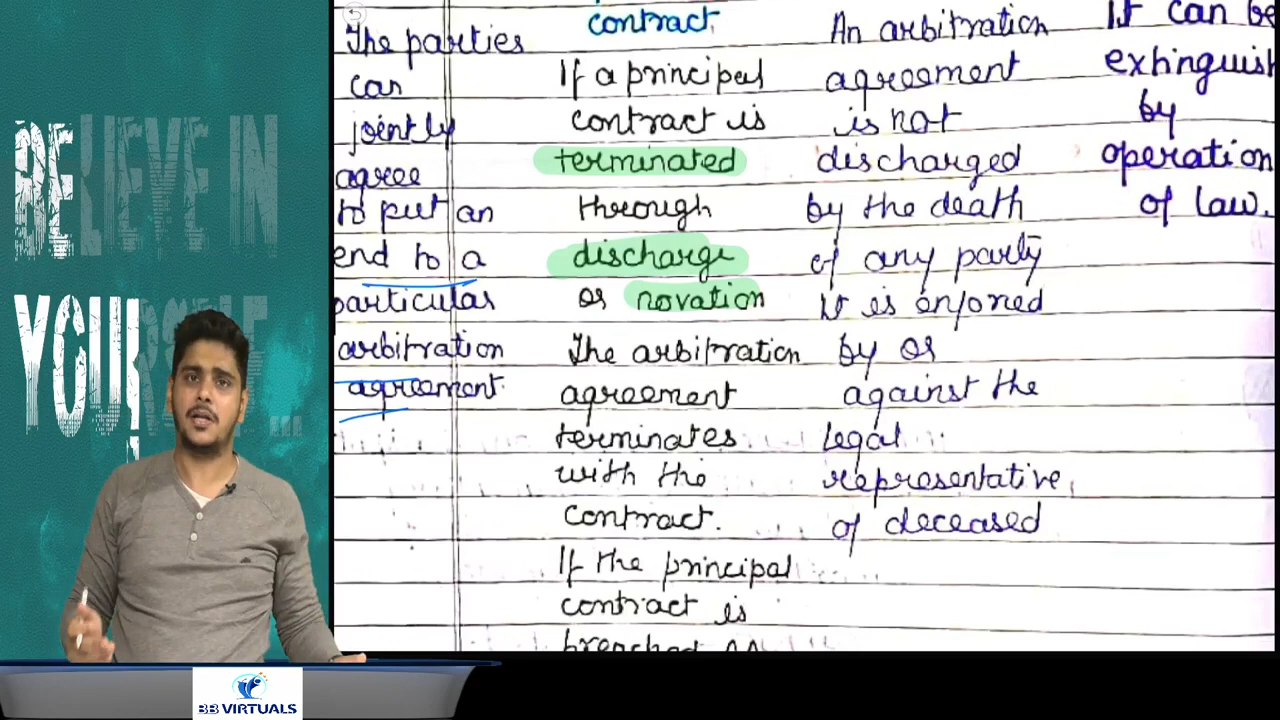 BELIEVE IN
YOURSELF...
The parties
can
jointly
agree
to put an
end to a
particular
arbitration
agreement.
contract.
If a principal
contract is
terminated
through
discharge
or novation
The arbitration
agreement
terminates
with the
contract.
If the principal
contract is
breached or
An arbitration
agreement
is not
discharged
by the death
of any party
It is enforced
by or
against the
legal
representative
of deceased
It can be
extinguish
by
operation
of law.
BB VIRTUALS